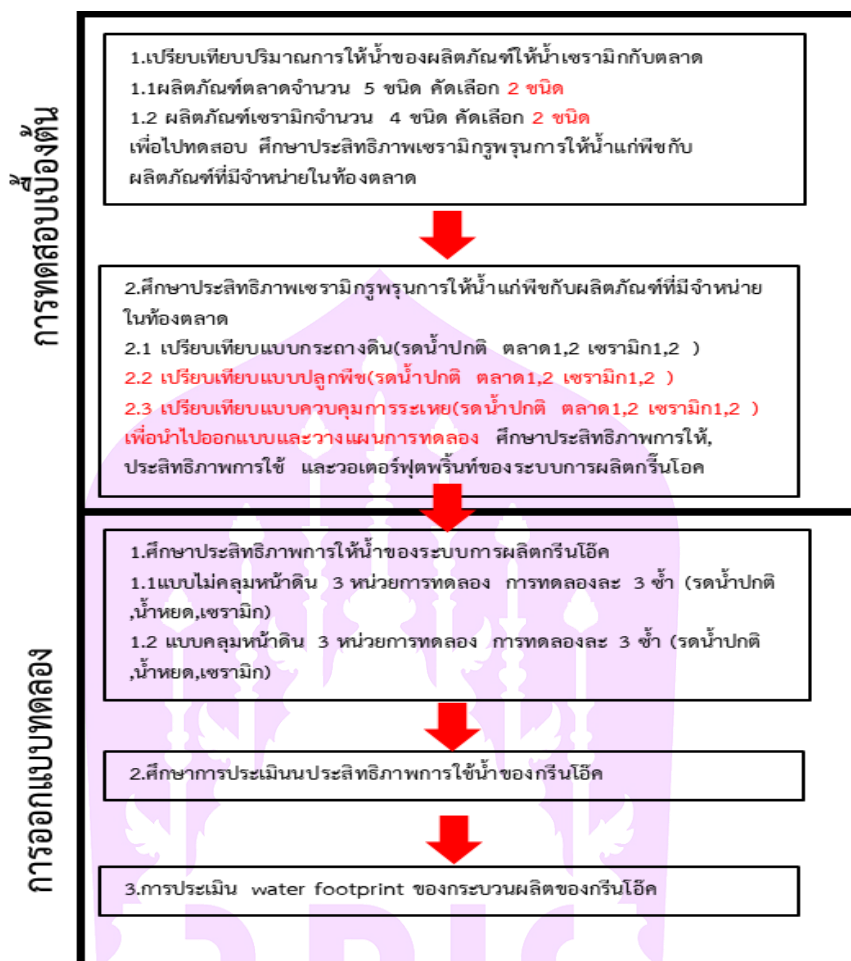 การทดสอบเบื้องต้น
1.เปรียบเทียบปริมาณการให้น้ำของผลิตภัณฑ์ให้น้ำเซรามิกกับตลาด
1.1ผลิตภัณฑ์ตลาดจำนวน 5 ชนิด คัดเลือก 2 ชนิด
1.2 ผลิตภัณฑ์เซรามิกจำนวน 4 ชนิด คัดเลือก 2 ชนิด
เพื่อไปทดสอบ ศึกษาประสิทธิภาพเซรามิกรูพรุนการให้น้ำแก่พืชกับ
ผลิตภัณฑ์ที่มีจำหน่ายในท้องตลาด
2.ศึกษาประสิทธิภาพเซรามิกรูพรุนการให้น้ำแก่พืชกับผลิตภัณฑ์ที่มีจำหน่าย
ในท้องตลาด
2.1 เปรียบเทียบแบบกระถางดิน(รดน้ำปกติ ตลาด1,2 เซรามิก1,2 )
2.2 เปรียบเทียบแบบปลูกพืช(รดน้ำปกติ ตลาด1,2 เซรามิก1,2 )
2.3 เปรียบเทียบแบบควบคุมการระเหย(รดน้ำปกติ ตลาด1,2 เซรามิก1,2 )
เพื่อนำไปออกแบบและวางแผนการทดลอง ศึกษาประสิทธิภาพการให้,
ประสิทธิภาพการใช้ และวอเตอร์ฟุตพริ้นท์ของระบบการผลิตกรีนโอค
การออกแบบทดลอง
1.ศึกษาประสิทธิภาพการให้น้ำของระบบการผลิตกรีนโอ๊ค
1.1แบบไม่คลุมหน้าดิน 3 หน่วยการทดลอง การทดลองละ 3 ซ้ำ (รดน้ำปกติ
,น้ำหยด,เซรามิก)
1.2 แบบคลุมหน้าดิน 3 หน่วยการทดลอง การทดลองละ 3 ซ้ำ (รดน้ำปกติ
,น้ำหยด,เซรามิก)
2.ศึกษาการประเมินนประสิทธิภาพการใช้น้ำของกรีนโอ๊ค
3.การประเมิน water footprint ของกระบวนผลิตของกรีนโอ๊ค